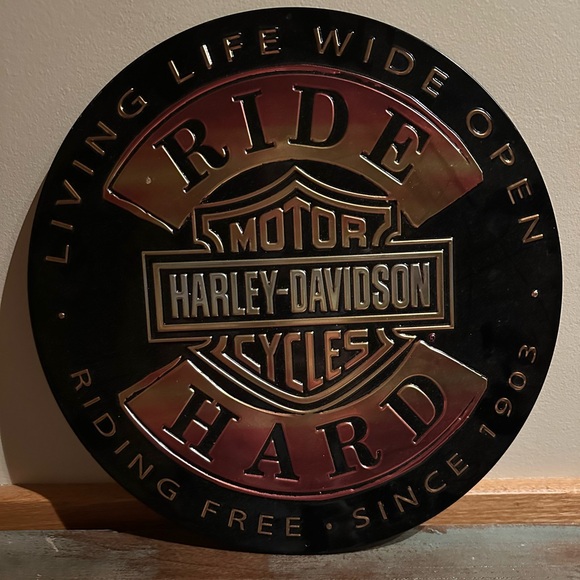 LIVING LIFE WIDE OPEN
RIDE
MOTOR
HARLEY-DAVIDSON
CYCLES
HARD
RIDING FREE • SINCE 1903